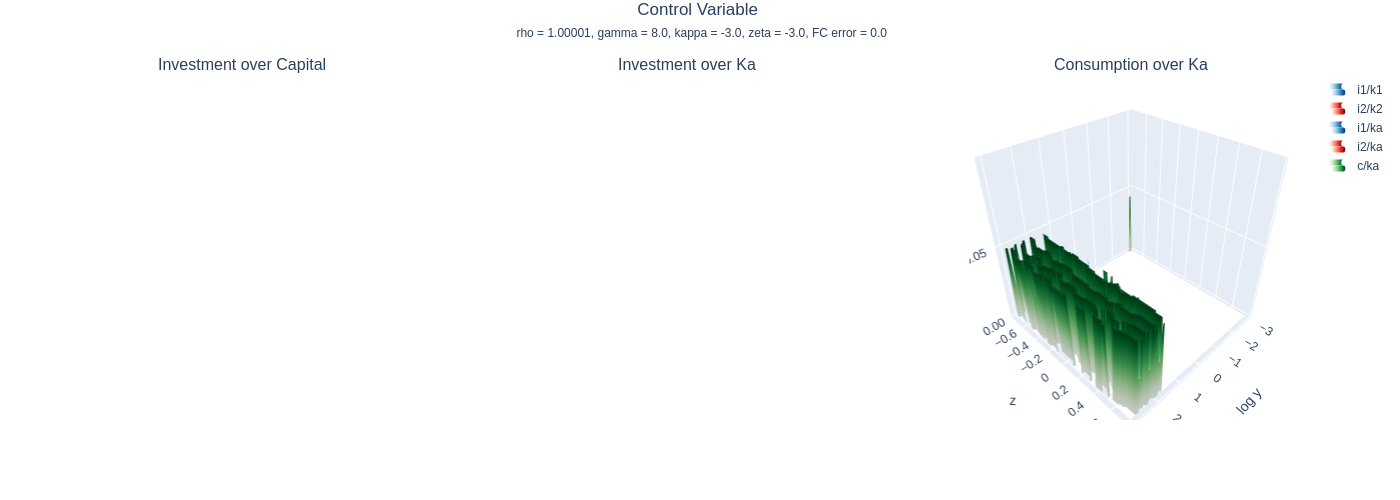 Control Variable
rho = 1.00001, gamma = 8.0, kappa = -3.0, zeta = -3.0, FC error = 0.0
Investment over Capital
Investment over Ka
Consumption over Ka
i1/k1
i2/k2
i1/ka
i2/ka
c/ka
.05
0.00
−0.6
−0.4
−0.2
0
0.2
0.4
z
−3
−2
−1
0
1
2
log y